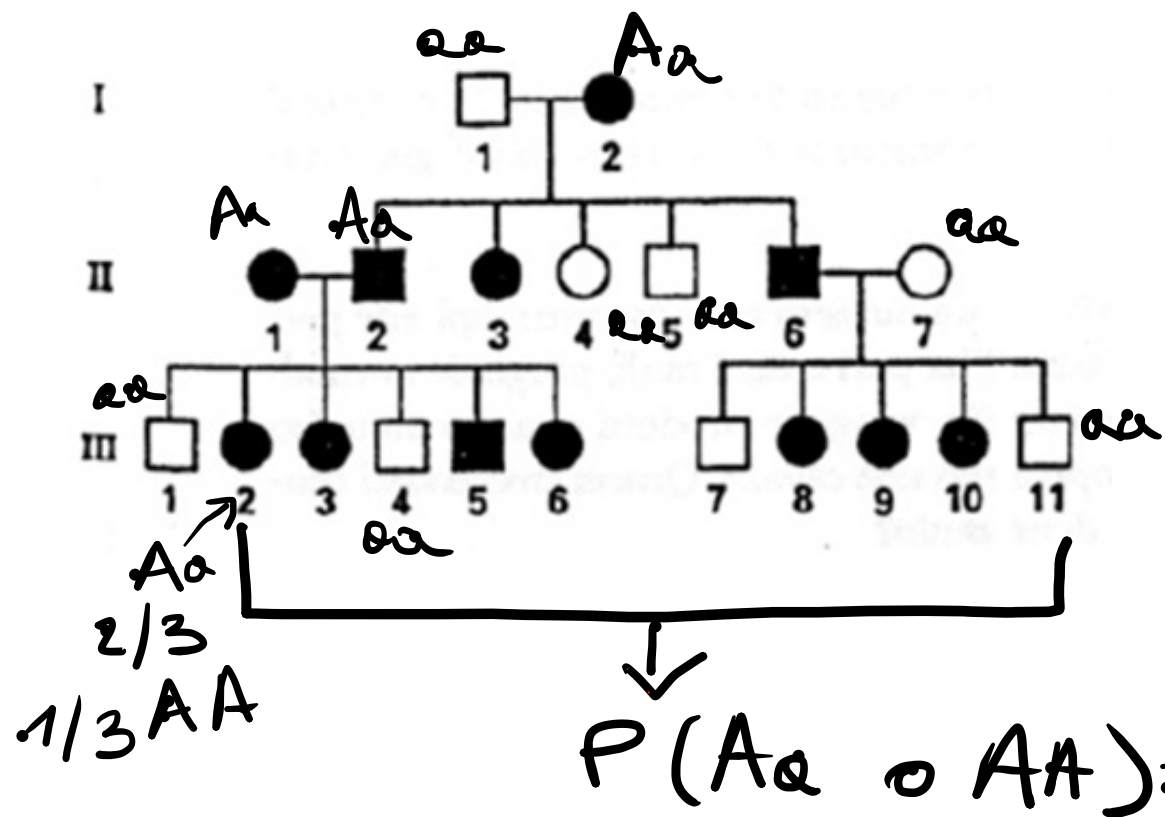 aa Aa
I
1 2
Aa Aa aa
II
1 2 3 4 aa 5 aa 6 7
aa
III aa
1 2 3 4 5 6 7 8 9 10 11
aa
Aa
2/3
1/3 AA
P(Aa o AA)=